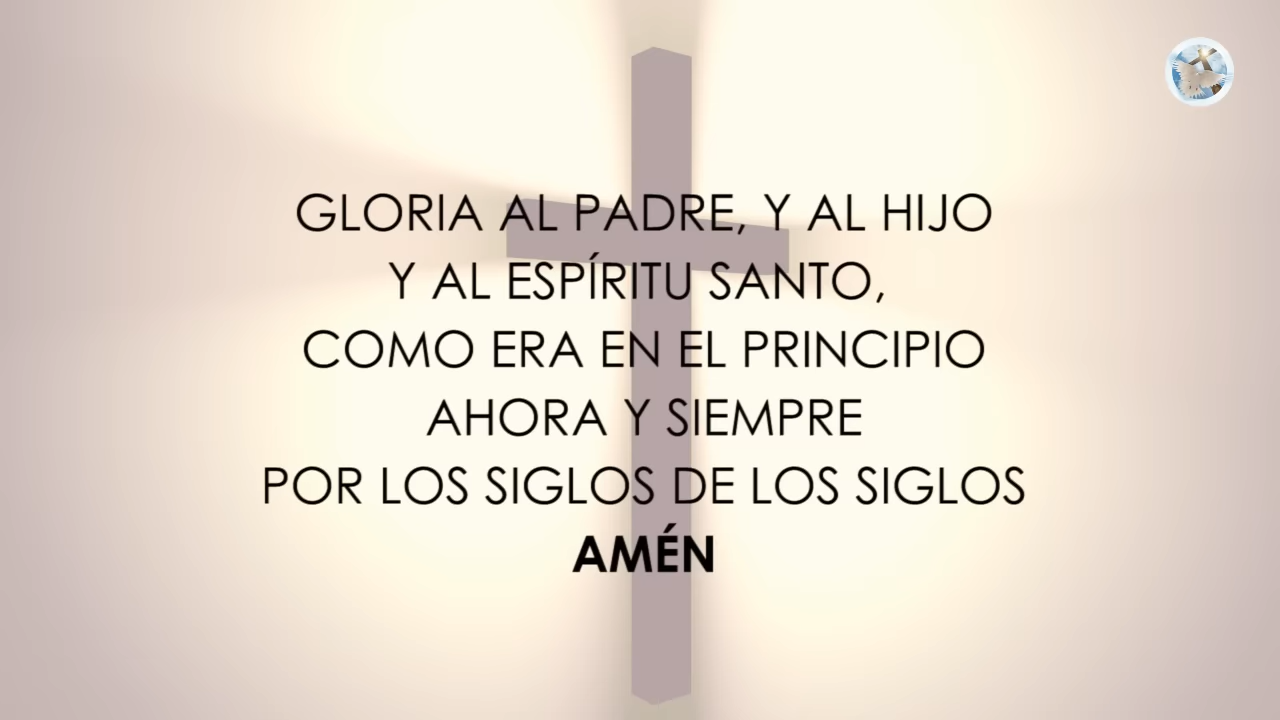 GLORIA AL PADRE, Y AL HIJO
Y AL ESPÍRITU SANTO,
COMO ERA EN EL PRINCIPIO
AHORA Y SIEMPRE
POR LOS SIGLOS DE LOS SIGLOS
AMÉN